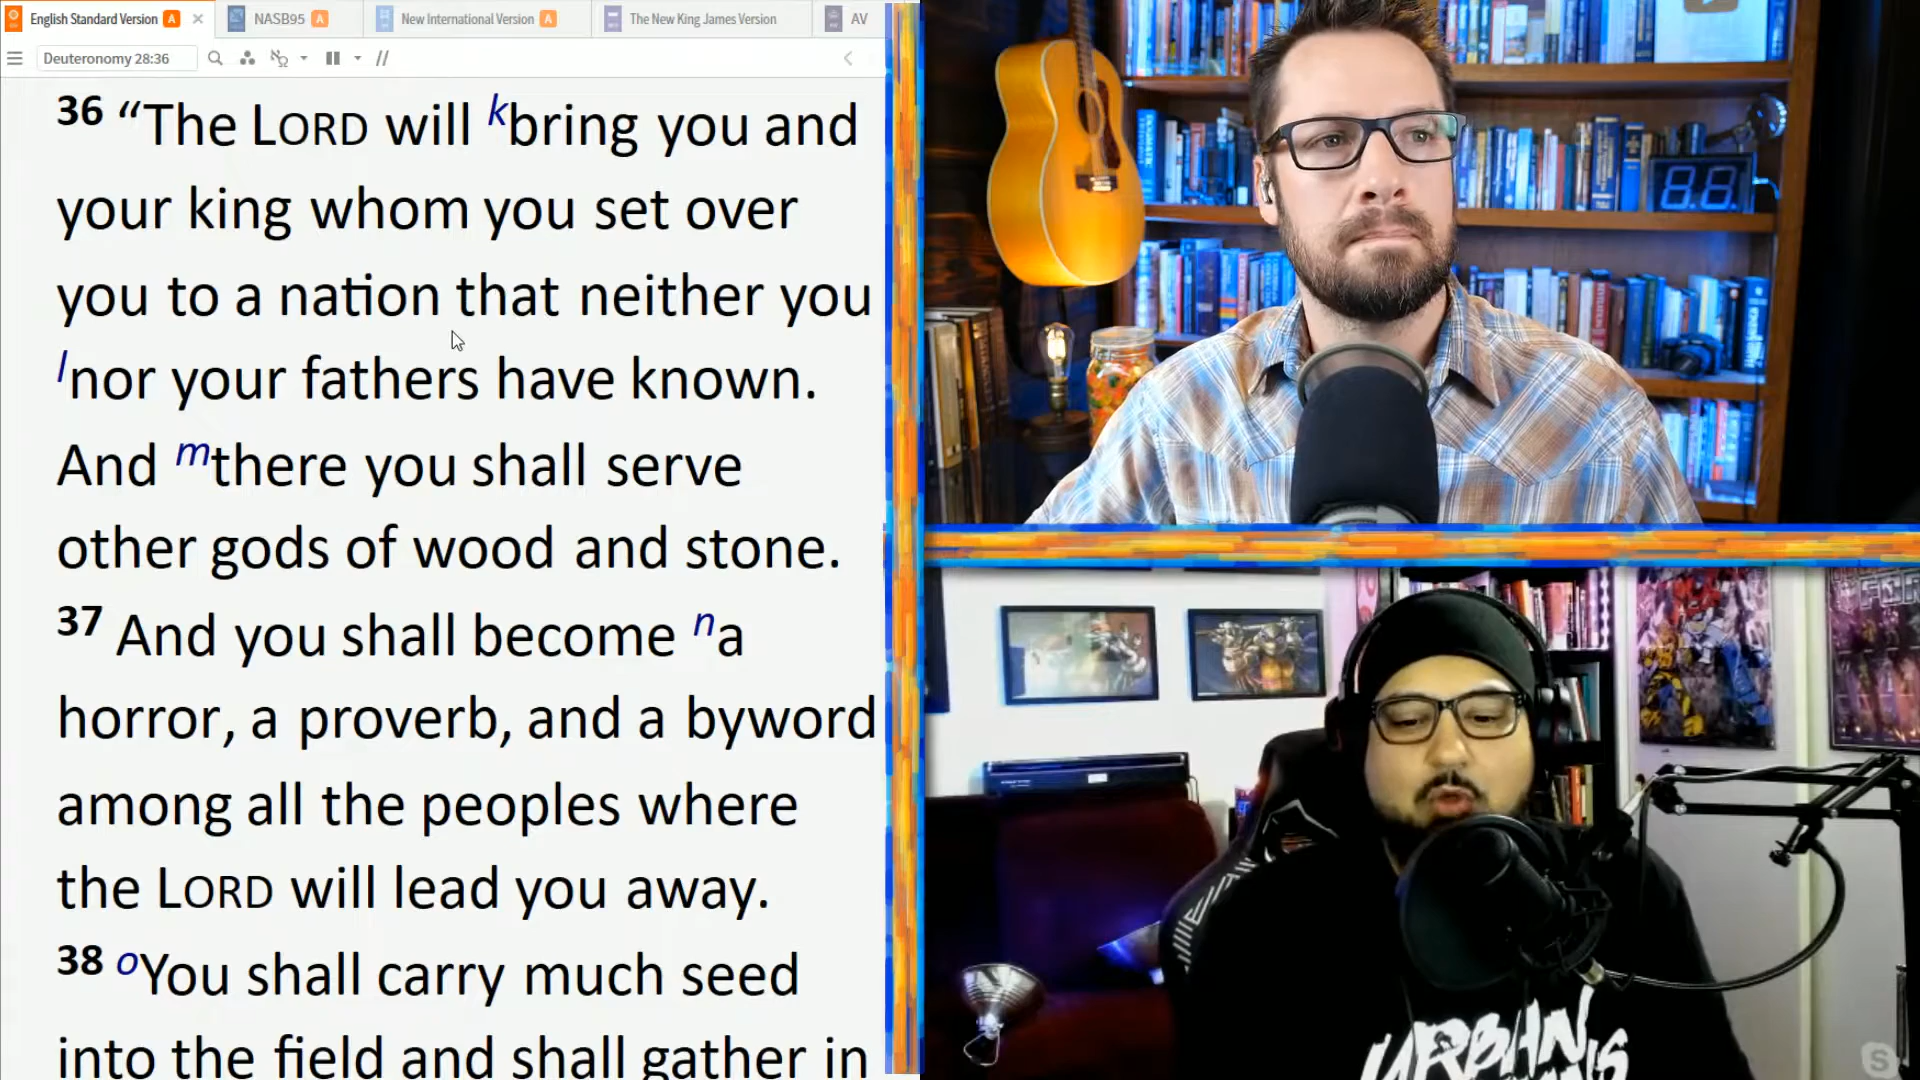 English Standard Version A
NASB95 A
New International Version A
The New King James Version
AV
Deuteronomy 28:36
36 “The LORD will kbring you and
your king whom you set over
you to a nation that neither you
lnor your fathers have known.
And mthere you shall serve
other gods of wood and stone.
37 And you shall become na
horror, a proverb, and a byword
among all the peoples where
the LORD will lead you away.
38 oYou shall carry much seed
into the field and shall gather in
88
URBAN